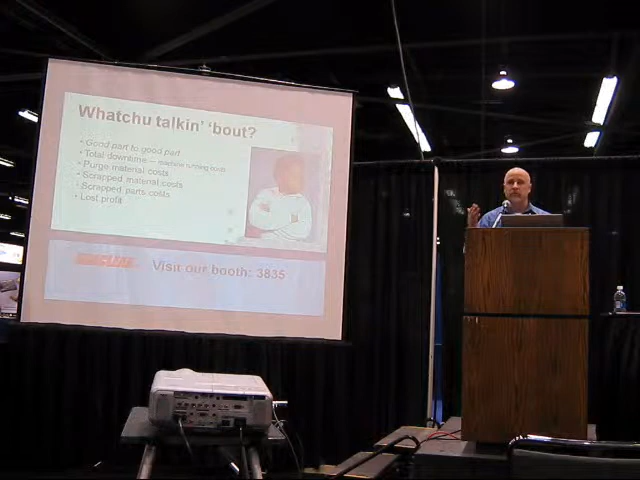 Whatchu talkin' 'bout?
• Good part to good part
• Total downtime – machine running costs
• Purge material costs
• Scrapped material costs
• Scrapped parts costs
• Lost profit
Visit our booth: 3835